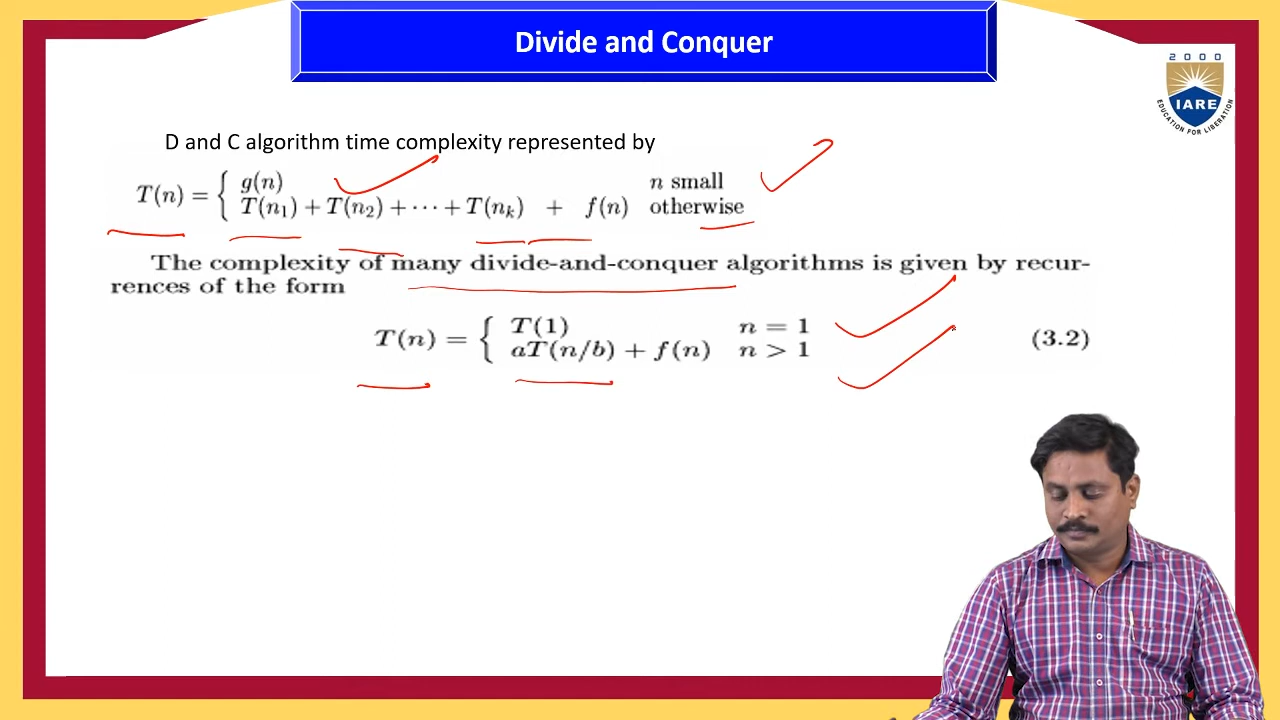 Divide and Conquer
2000
IARE
EDUCATION FOR LIBERATION
D and C algorithm time complexity represented by
T(n) = { g(n) n small
T(n₁) + T(n₂) + ··· + T(nₖ) + f(n) otherwise
The complexity of many divide-and-conquer algorithms is given by recur-
rences of the form
T(n) = { T(1) n = 1
aT(n/b) + f(n) n > 1 (3.2)